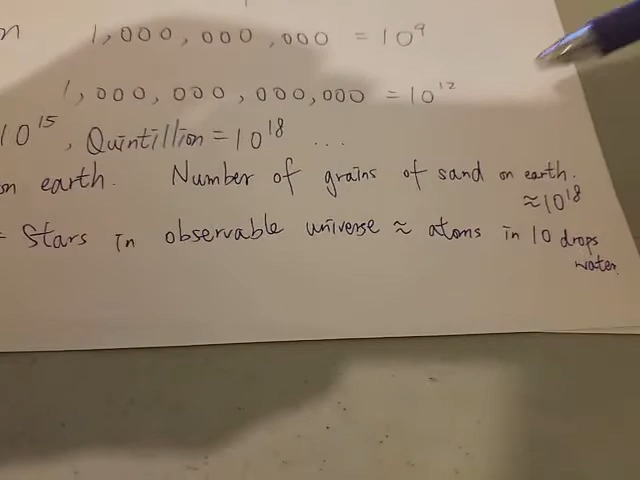 1,000,000,000 = 10⁹
1,000,000,000,000 = 10¹²
10¹⁵, Quintillion = 10¹⁸ ...
on earth. Number of grains of sand on earth.
≈10¹⁸
= Stars in observable universe ≈ atoms in 10 drops
water.